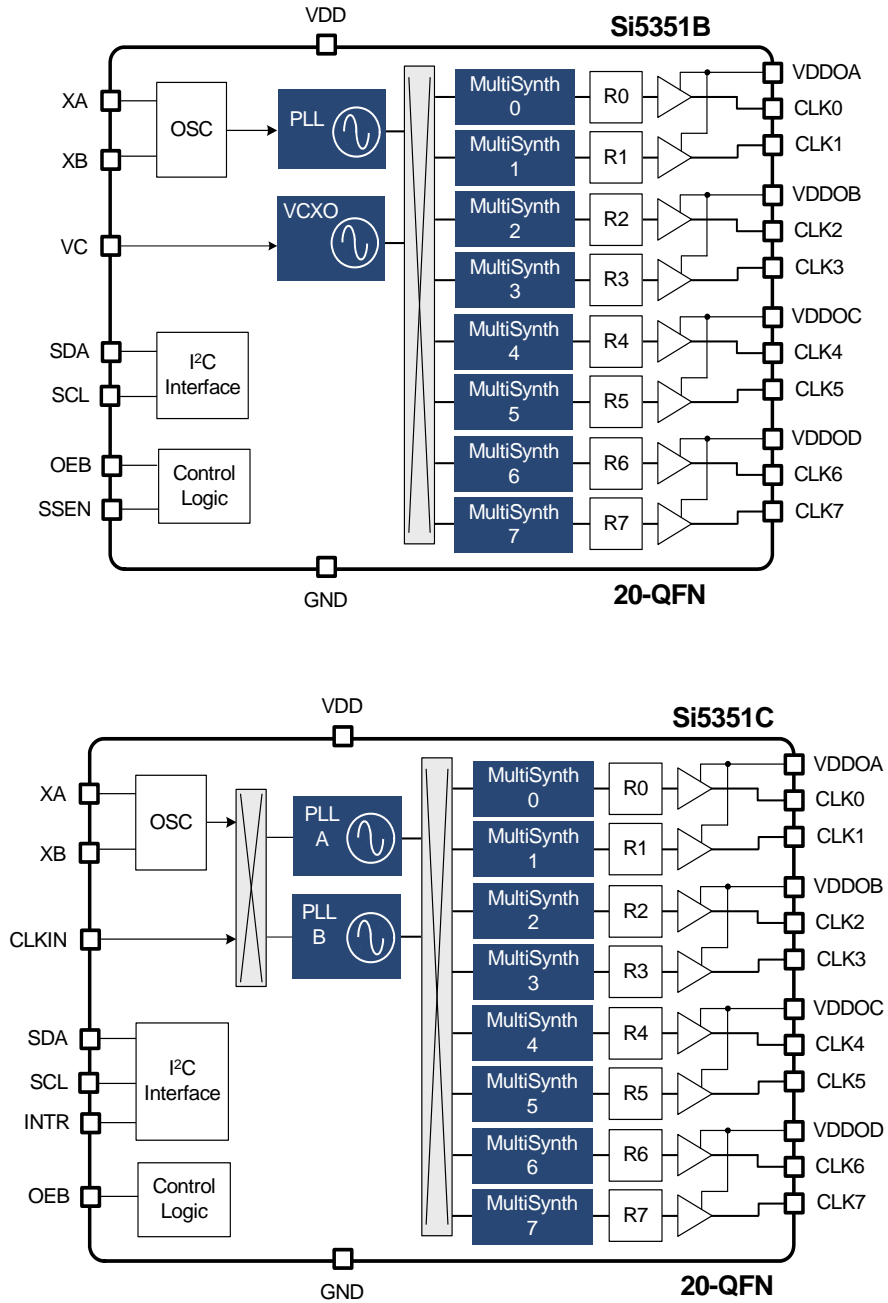 VDD
Si5351B
XA
XB
OSC
PLL
VC
VCXO
SDA
SCL
I²C
Interface
OEB
SSEN
Control
Logic
MultiSynth
0
R0
MultiSynth
1
R1
MultiSynth
2
R2
MultiSynth
3
R3
MultiSynth
4
R4
MultiSynth
5
R5
MultiSynth
6
R6
MultiSynth
7
R7
VDDOA
CLK0
CLK1
VDDOB
CLK2
CLK3
VDDOC
CLK4
CLK5
VDDOD
CLK6
CLK7
GND
20-QFN
VDD
Si5351C
XA
XB
OSC
CLKIN
PLL
A
PLL
B
SDA
SCL
INTR
I²C
Interface
OEB
Control
Logic
MultiSynth
0
R0
MultiSynth
1
R1
MultiSynth
2
R2
MultiSynth
3
R3
MultiSynth
4
R4
MultiSynth
5
R5
MultiSynth
6
R6
MultiSynth
7
R7
VDDOA
CLK0
CLK1
VDDOB
CLK2
CLK3
VDDOC
CLK4
CLK5
VDDOD
CLK6
CLK7
GND
20-QFN